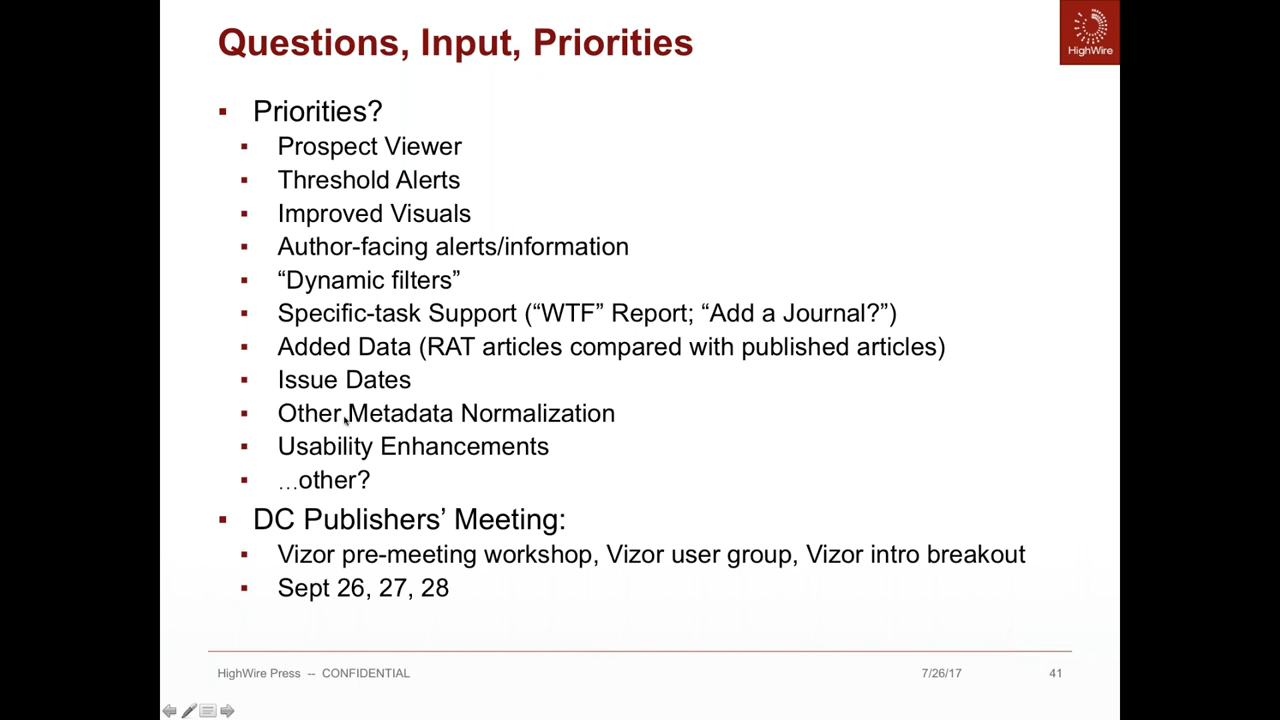 Questions, Input, Priorities
HighWire
▪ Priorities?
▪ Prospect Viewer
▪ Threshold Alerts
▪ Improved Visuals
▪ Author-facing alerts/information
▪ “Dynamic filters”
▪ Specific-task Support (“WTF” Report; “Add a Journal?”)
▪ Added Data (RAT articles compared with published articles)
▪ Issue Dates
▪ Other Metadata Normalization
▪ Usability Enhancements
▪ …other?
▪ DC Publishers’ Meeting:
▪ Vizor pre-meeting workshop, Vizor user group, Vizor intro breakout
▪ Sept 26, 27, 28
HighWire Press -- CONFIDENTIAL 7/26/17 41